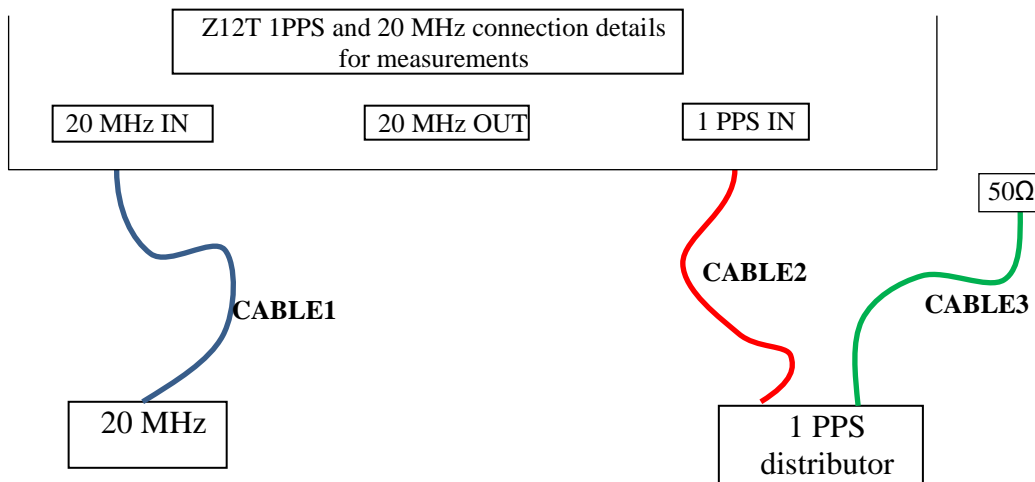 Z12T 1PPS and 20 MHz connection details
for measurements
20 MHz IN
20 MHz OUT
1 PPS IN
50Ω
CABLE2
CABLE3
CABLE1
20 MHz
1 PPS
distributor